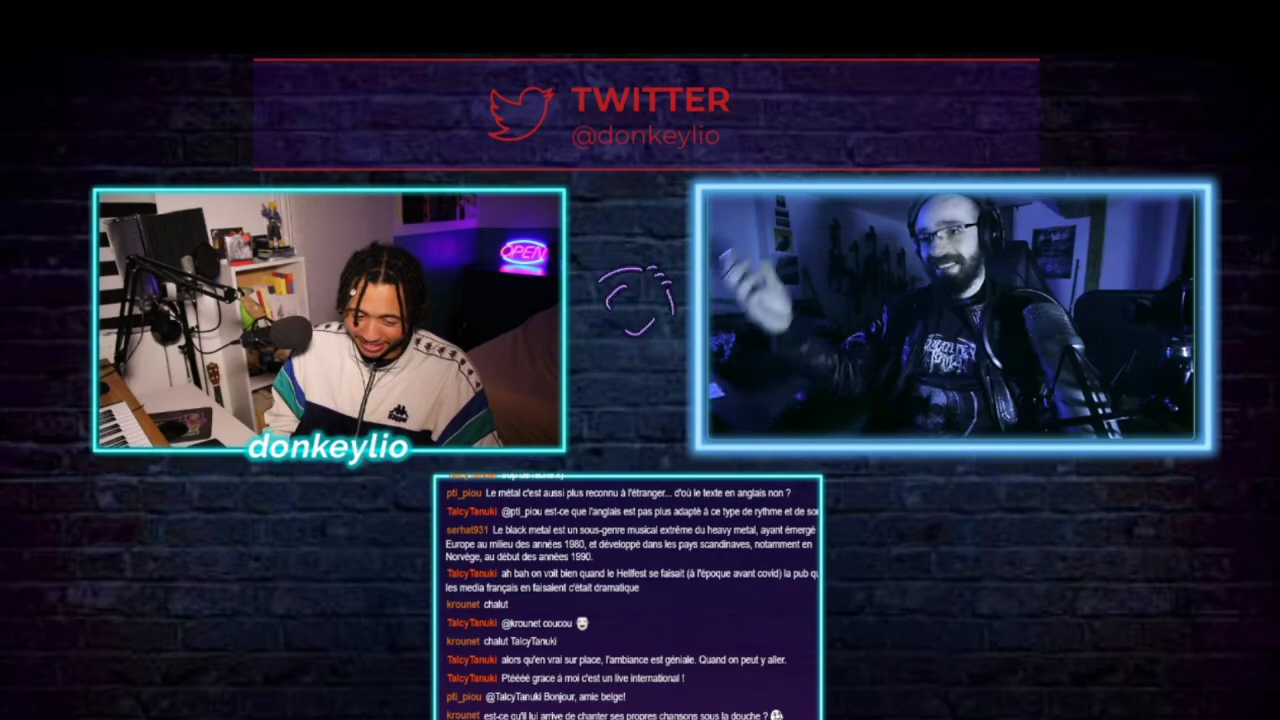 TWITTER
@donkeylio
OPEN
Kappa
donkeylio
pti_piou Le métal c'est aussi plus reconnu à l'étranger... d'où le texte en anglais non ?
TalcyTanuki @pti_piou est-ce que l'anglais est pas plus adapté à ce type de rythme et de
serhat931 Le black metal est un sous-genre musical extrême du heavy metal, ayant émergé
Europe au milieu des années 1980, et développé dans les pays scandinaves, notamment en
Norvège, au début des années 1990.
TalcyTanuki ah bah on voit bien quand le Hellfest se faisait (à l'époque avant covid) la pub
les media français en faisaient c'était dramatique
krounet chalut
TalcyTanuki @krounet coucou
krounet chalut TalcyTanuki
TalcyTanuki alors qu'en vrai sur place, l'ambiance est géniale. Quand on peut y aller.
TalcyTanuki Ptéééé grace à moi c'est un live international !
pti_piou @TalcyTanuki Bonjour, amie belge!
krounet est-ce qu'il lui arrive de chanter ses propres chansons sous la douche ?